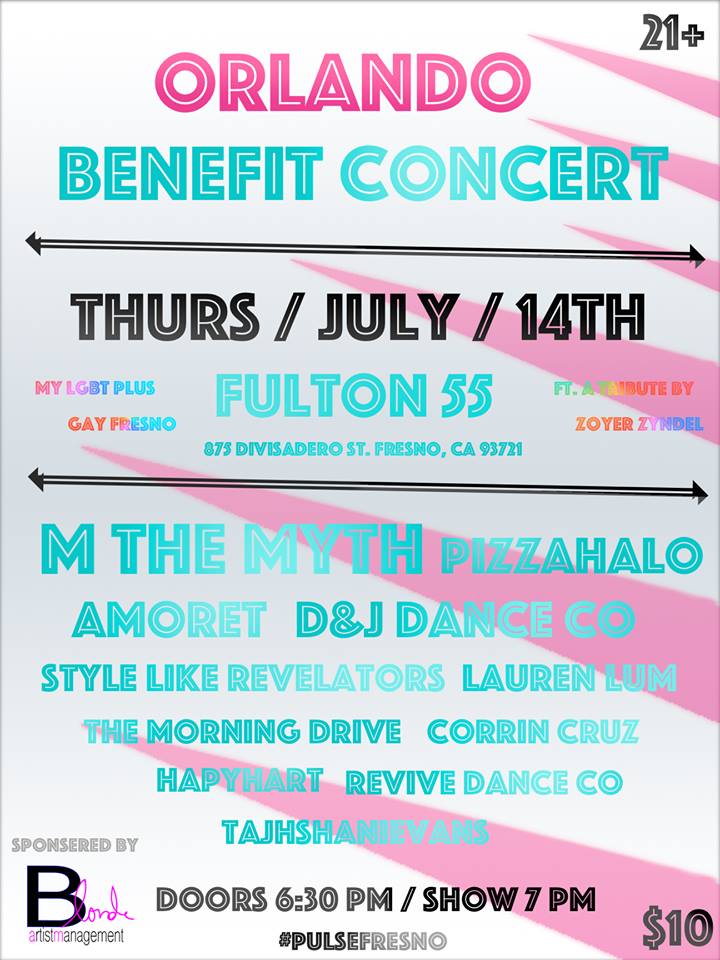 21+
ORLANDO
BENEFIT CONCERT
THURS / JULY / 14TH
MY LGBT PLUS
GAY FRESNO
FULTON 55
FT. A TRIBUTE BY
ZOYER ZYNDEL
875 DIVISADERO ST. FRESNO, CA 93721
M THE MYTH PIZZAHALO
AMORET D&J DANCE CO
STYLE LIKE REVELATORS LAUREN LUM
THE MORNING DRIVE CORRIN CRUZ
HAPYHART REVIVE DANCE CO
TAJHSHANIEVANS
SPONSERED BY
Blonde
artistmanagement
DOORS 6:30 PM / SHOW 7 PM
#PULSEFRESNO
$10